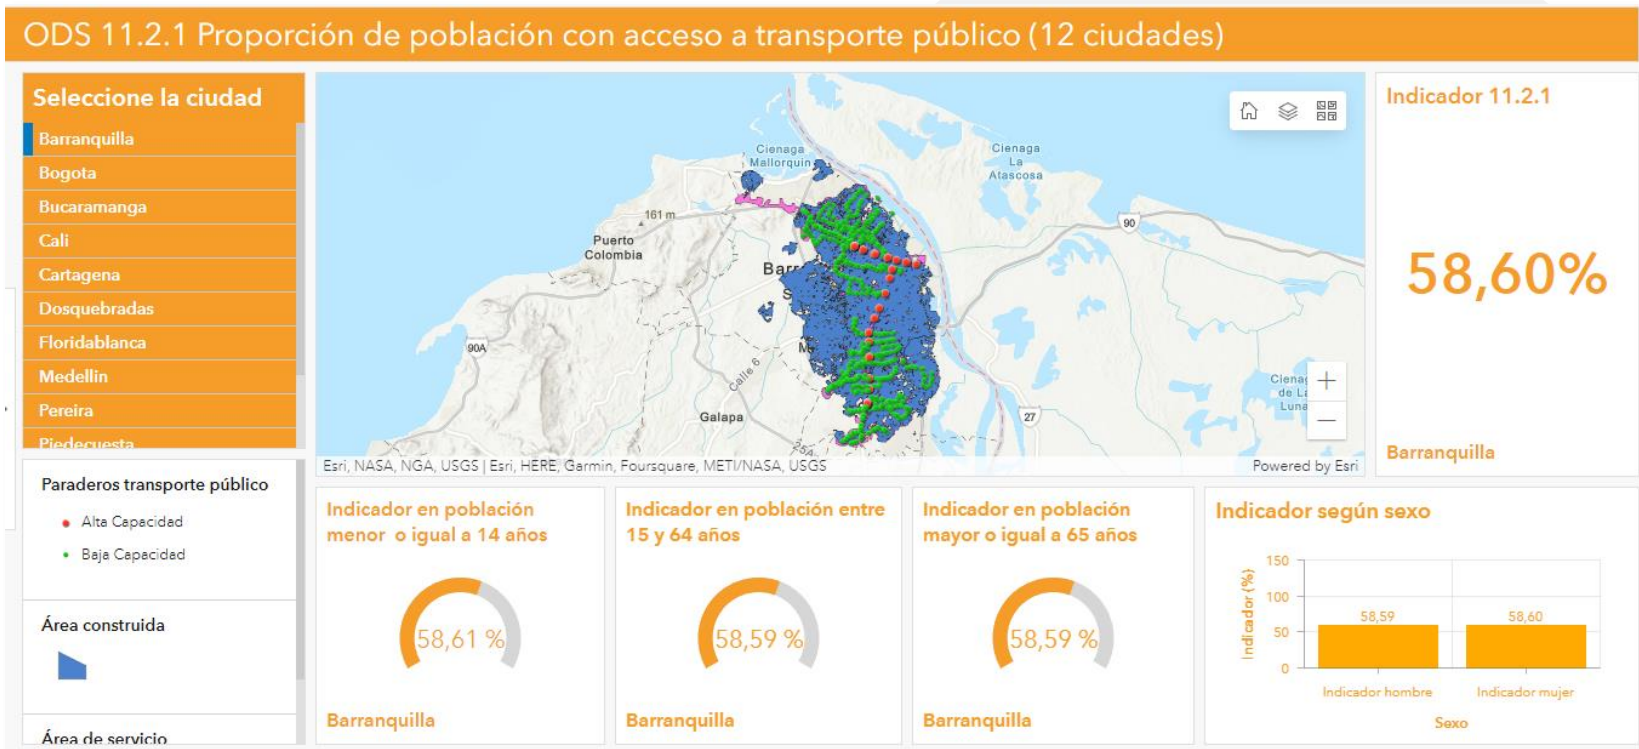 ODS 11.2.1 Proporción de población con acceso a transporte público (12 ciudades)
Seleccione la ciudad
Barranquilla
Bogota
Bucaramanga
Cali
Cartagena
Dosquebradas
Floridablanca
Medellin
Pereira
Piedecuesta
Paraderos transporte público
Alta Capacidad
Baja Capacidad
Área construida
Área de servicio
Cienaga
Mallorquin
Cienaga
La
Atascosa
161 m
Puerto
Colombia
90
90A
Calle 6
Galapa
27
25A
Esri, NASA, NGA, USGS | Esri, HERE, Garmin, Foursquare, METI/NASA, USGS
Powered by Esri
Indicador 11.2.1
58,60%
Barranquilla
Indicador en población
menor o igual a 14 años
58,61 %
Barranquilla
Indicador en población entre
15 y 64 años
58,59 %
Barranquilla
Indicador en población
mayor o igual a 65 años
58,59 %
Barranquilla
Indicador según sexo
Indicador (%)
150
100
50
0
58,59
58,60
Indicador hombre
Indicador mujer
Sexo